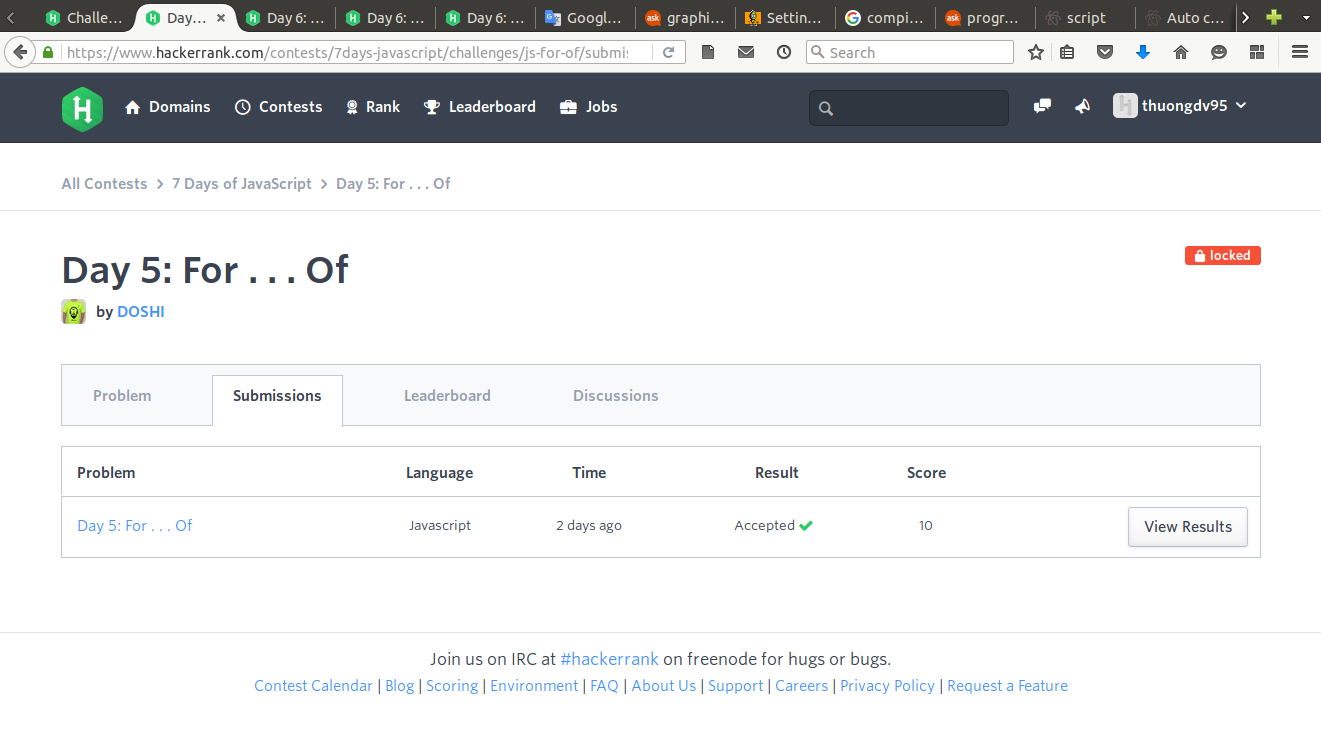 Challe... Day... Day 6: ... Day 6: ... Day 6: ... Googl... graphi... Settin... compi... progr... script Auto c...
https://www.hackerrank.com/contests/7days-javascript/challenges/js-for-of/submi Search
Domains Contests Rank Leaderboard Jobs thuongdv95
All Contests > 7 Days of JavaScript > Day 5: For . . . Of
Day 5: For . . . Of
locked
by DOSHI
Problem Submissions Leaderboard Discussions
Problem Language Time Result Score
Day 5: For . . . Of Javascript 2 days ago Accepted 10 View Results
Join us on IRC at #hackerrank on freenode for hugs or bugs.
Contest Calendar | Blog | Scoring | Environment | FAQ | About Us | Support | Careers | Privacy Policy | Request a Feature